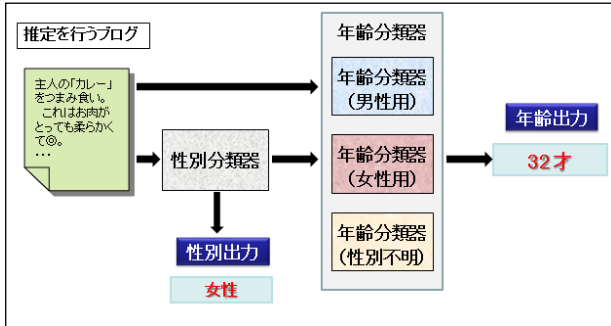 推定を行うブログ
主人の「カレー」
をつまみ食い。
これはお肉が
とっても柔らかく
て◎。
・・・
性別分類器
性別出力
女性
年齢分類器
年齢分類器
(男性用)
年齢分類器
(女性用)
年齢分類器
(性別不明)
年齢出力
32才